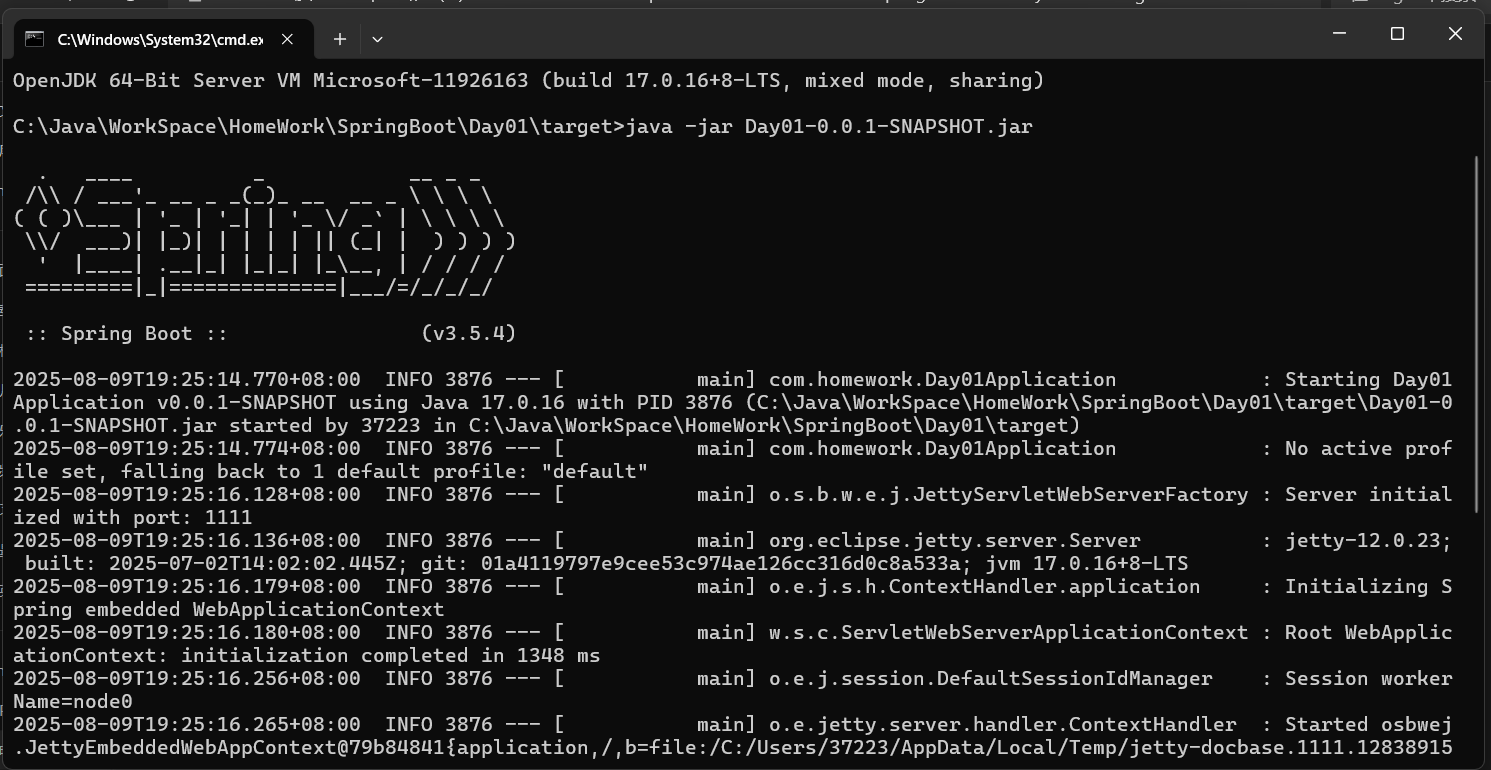 C:\Windows\System32\cmd.ex
OpenJDK 64-Bit Server VM Microsoft-11926163 (build 17.0.16+8-LTS, mixed mode, sharing)
C:\Java\WorkSpace\HomeWork\SpringBoot\Day01\target>java -jar Day01-0.0.1-SNAPSHOT.jar
  .   ____          _            __ _ _
 /\\ / ___'_ __ _ _(_)_ __  __ _ \ \ \ \
( ( )\___ | '_ | '_| | '_ \/ _` | \ \ \ \
 \\/  ___)| |_)| | | | | || (_| |  ) ) ) )
  '  |____| .__|_| |_|_| |_\__, | / / / /
 =========|_|==============|___/=/_/_/_/
 :: Spring Boot ::                (v3.5.4)
2025-08-09T19:25:14.770+08:00  INFO 3876 --- [           main] com.homework.Day01Application            : Starting Day01
Application v0.0.1-SNAPSHOT using Java 17.0.16 with PID 3876 (C:\Java\WorkSpace\HomeWork\SpringBoot\Day01\target\Day01-0
.0.1-SNAPSHOT.jar started by 37223 in C:\Java\WorkSpace\HomeWork\SpringBoot\Day01\target)
2025-08-09T19:25:14.774+08:00  INFO 3876 --- [           main] com.homework.Day01Application            : No active prof
ile set, falling back to 1 default profile: "default"
2025-08-09T19:25:16.128+08:00  INFO 3876 --- [           main] o.s.b.w.e.j.JettyServletWebServerFactory : Server initial
ized with port: 1111
2025-08-09T19:25:16.136+08:00  INFO 3876 --- [           main] org.eclipse.jetty.server.Server          : jetty-12.0.23;
 built: 2025-07-02T14:02:02.445Z; git: 01a4119797e9cee53c974ae126cc316d0c8a533a; jvm 17.0.16+8-LTS
2025-08-09T19:25:16.179+08:00  INFO 3876 --- [           main] o.e.j.s.h.ContextHandler.application     : Initializing S
pring embedded WebApplicationContext
2025-08-09T19:25:16.180+08:00  INFO 3876 --- [           main] w.s.c.ServletWebServerApplicationContext : Root WebApplic
ationContext: initialization completed in 1348 ms
2025-08-09T19:25:16.256+08:00  INFO 3876 --- [           main] o.e.j.session.DefaultSessionIdManager    : Session worker
Name=node0
2025-08-09T19:25:16.265+08:00  INFO 3876 --- [           main] o.e.jetty.server.handler.ContextHandler  : Started osbwej
.JettyEmbeddedWebAppContext@79b84841{application,/,b=file:/C:/Users/37223/AppData/Local/Temp/jetty-docbase.1111.12838915